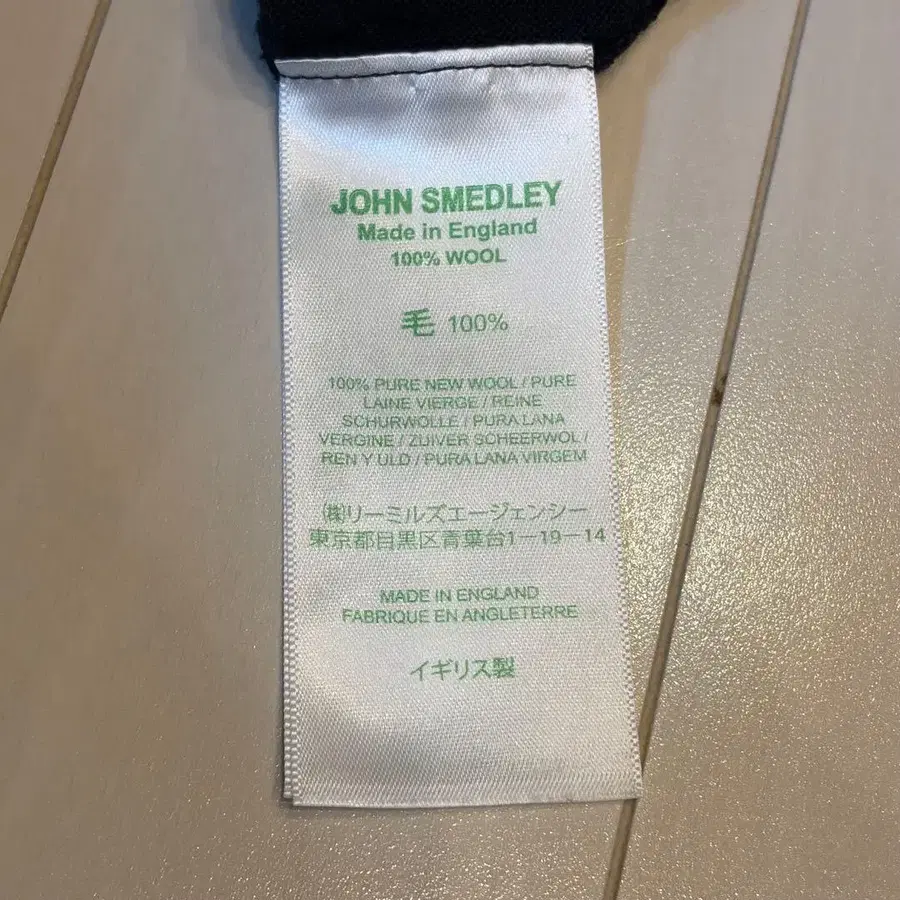 JOHN SMEDLEY
Made in England
100% WOOL
毛 100%
100% PURE NEW WOOL / PURE
LAINE VIERGE / REINE
SCHURWOLLE / PURA LANA
VERGINE / ZUIVER SCHEERWOL /
REN Y ULD / PURA LANA VIRGEM
㈱リーミルズエージェンシー
東京都目黒区青葉台1-19-14
MADE IN ENGLAND
FABRIQUE EN ANGLETERRE
イギリス製